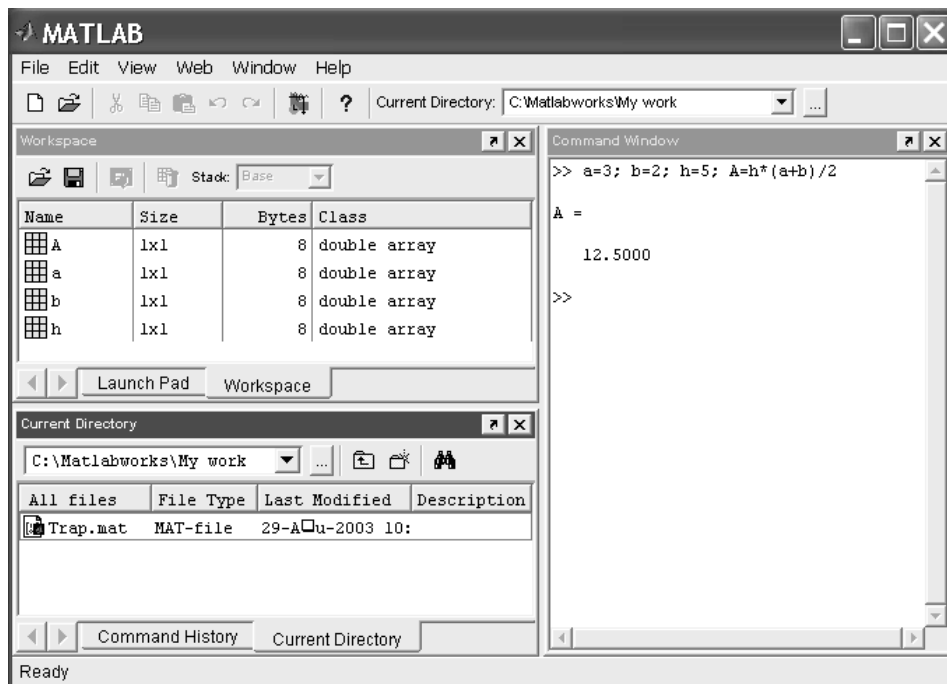 MATLAB
File Edit View Web Window Help
? Current Directory: C:\Matlabworks\My work ...
Workspace
Stack: Base
Name Size Bytes Class
A 1x1 8 double array
a 1x1 8 double array
b 1x1 8 double array
h 1x1 8 double array
Launch Pad Workspace
Current Directory
C:\Matlabworks\My work ...
All files File Type Last Modified Description
Trap.mat MAT-file 29-A□u-2003 10:
Command History Current Directory
Command Window
>> a=3; b=2; h=5; A=h*(a+b)/2
A =
12.5000
>>
Ready